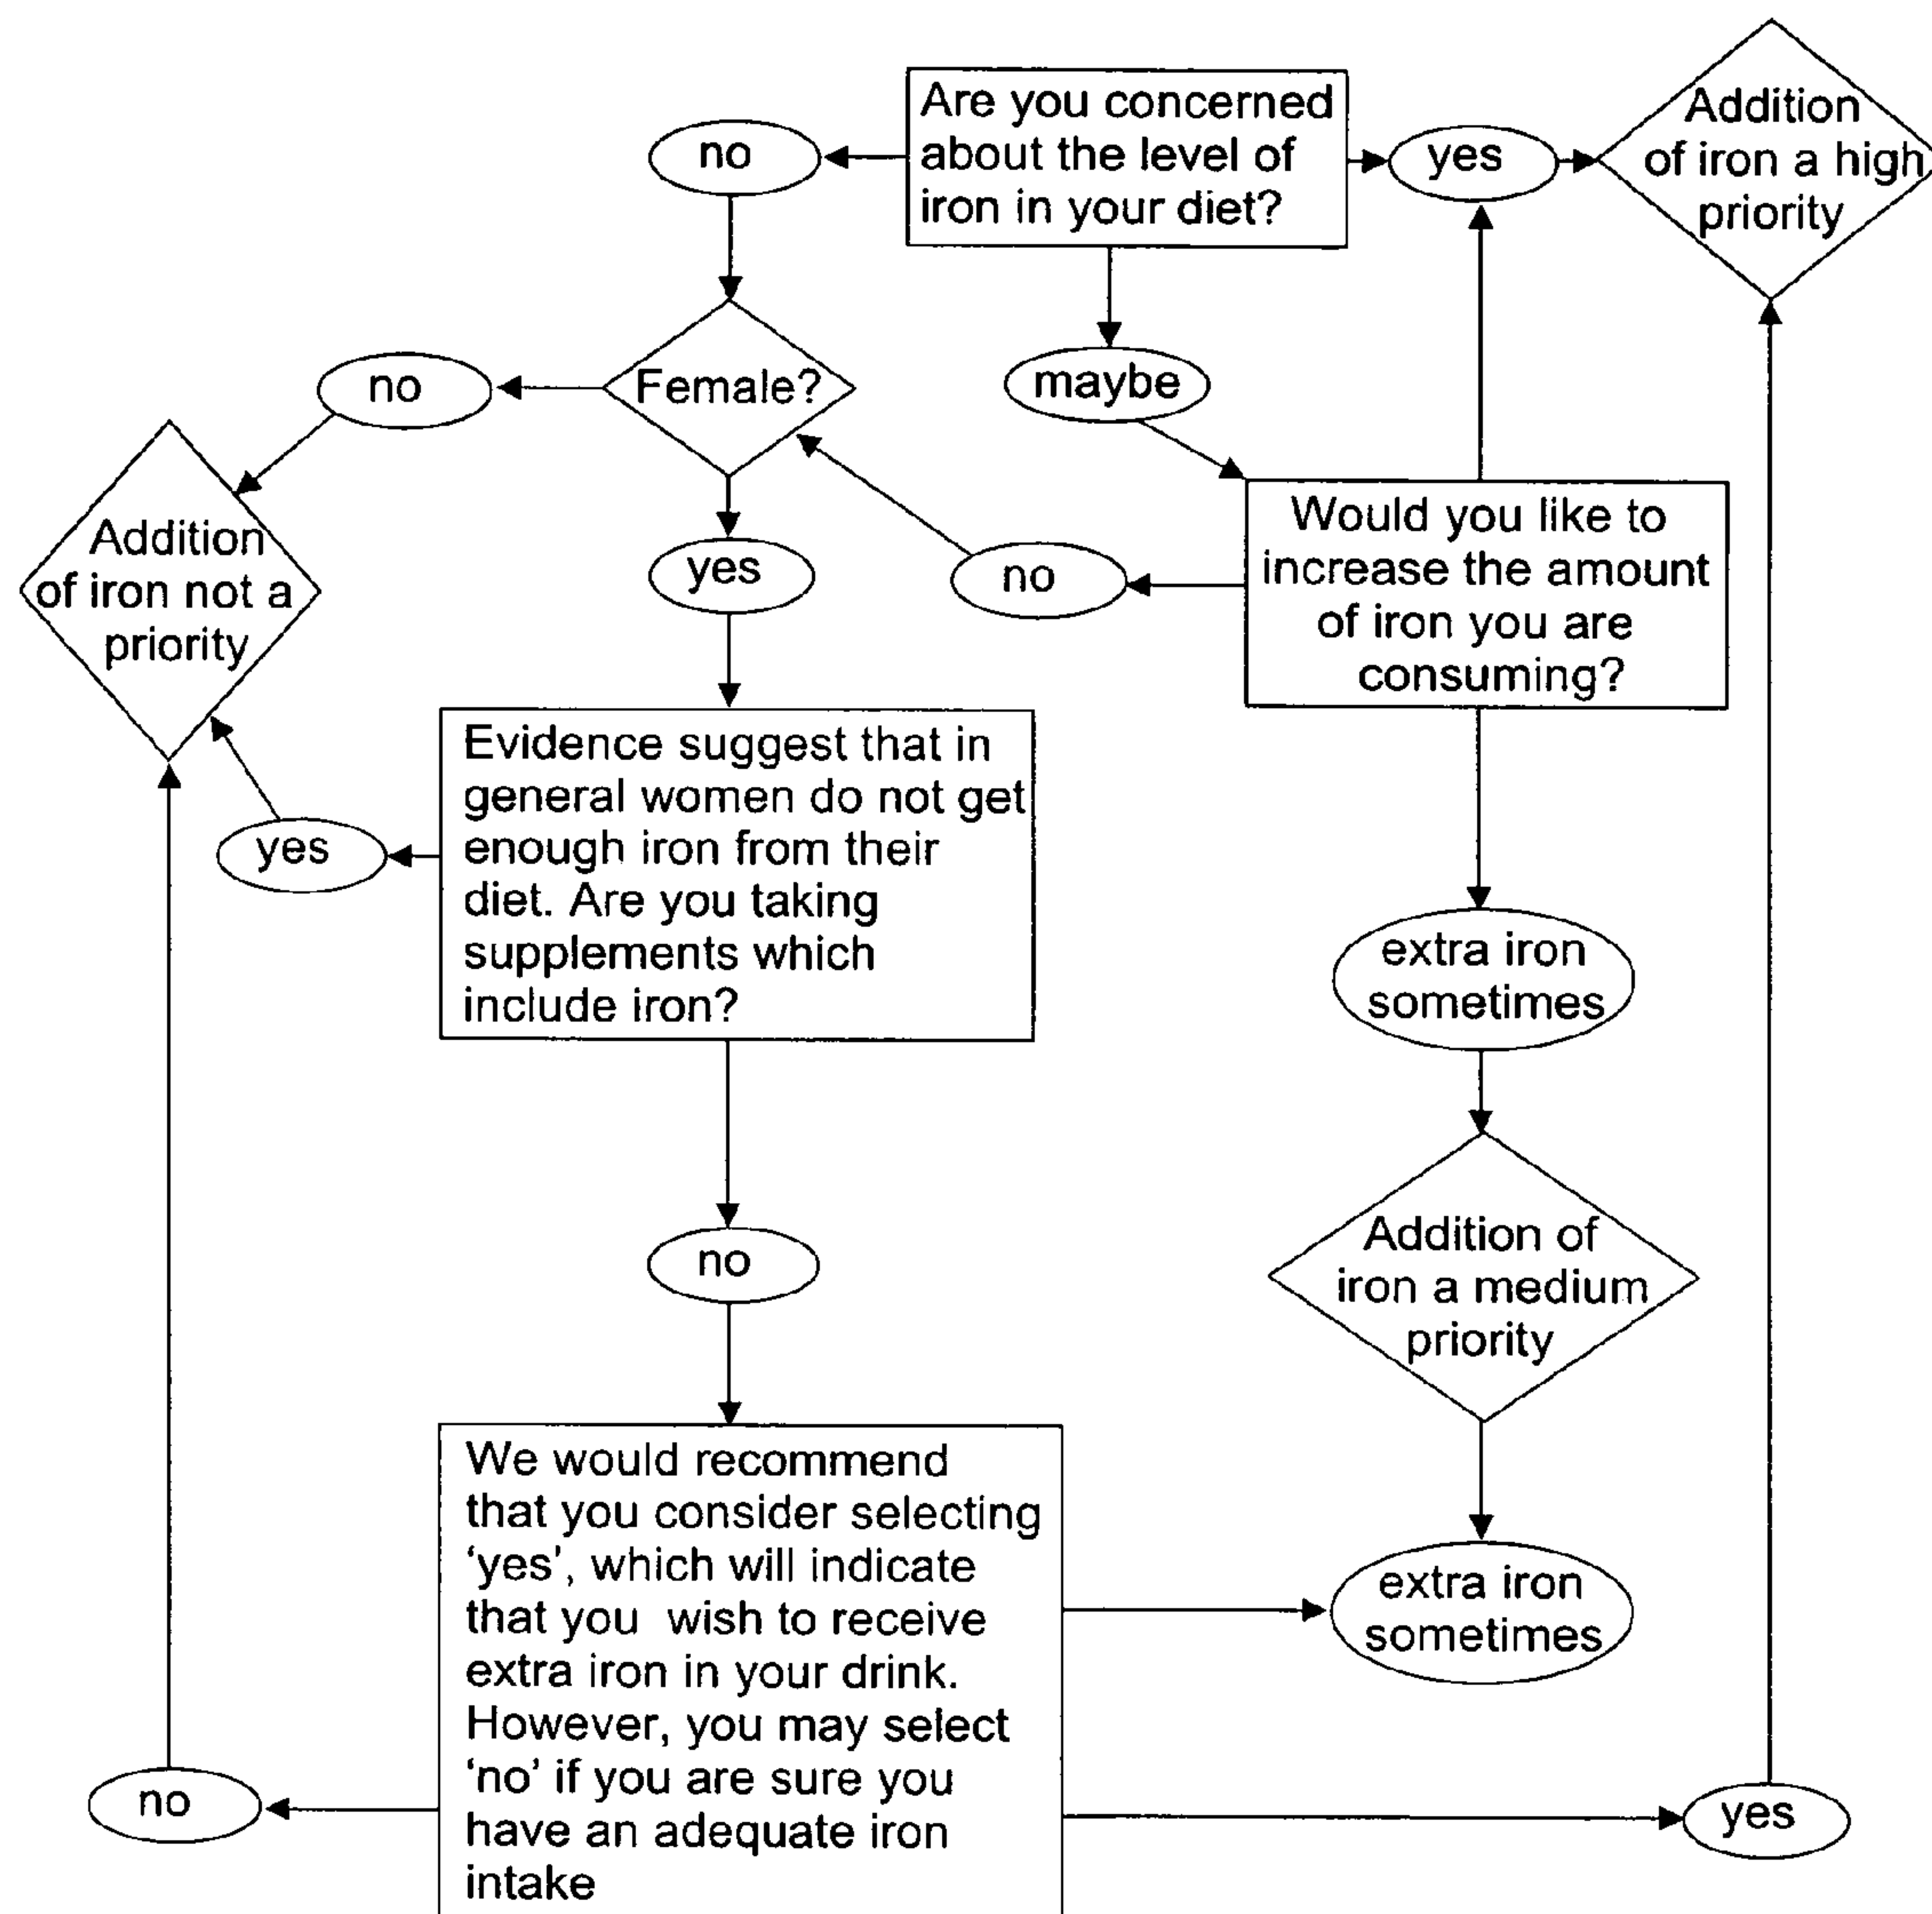 Are you concerned
about the level of
iron in your diet?
no
yes
Addition
of iron a high
priority
no
Female?
maybe
Addition
of iron not a
priority
yes
no
Would you like to
increase the amount
of iron you are
consuming?
Evidence suggest that in
general women do not get
enough iron from their
diet. Are you taking
supplements which
include iron?
yes
extra iron
sometimes
no
Addition of
iron a medium
priority
We would recommend
that you consider selecting
‘yes’, which will indicate
that you wish to receive
extra iron in your drink.
However, you may select
‘no’ if you are sure you
have an adequate iron
intake
extra iron
sometimes
no
yes